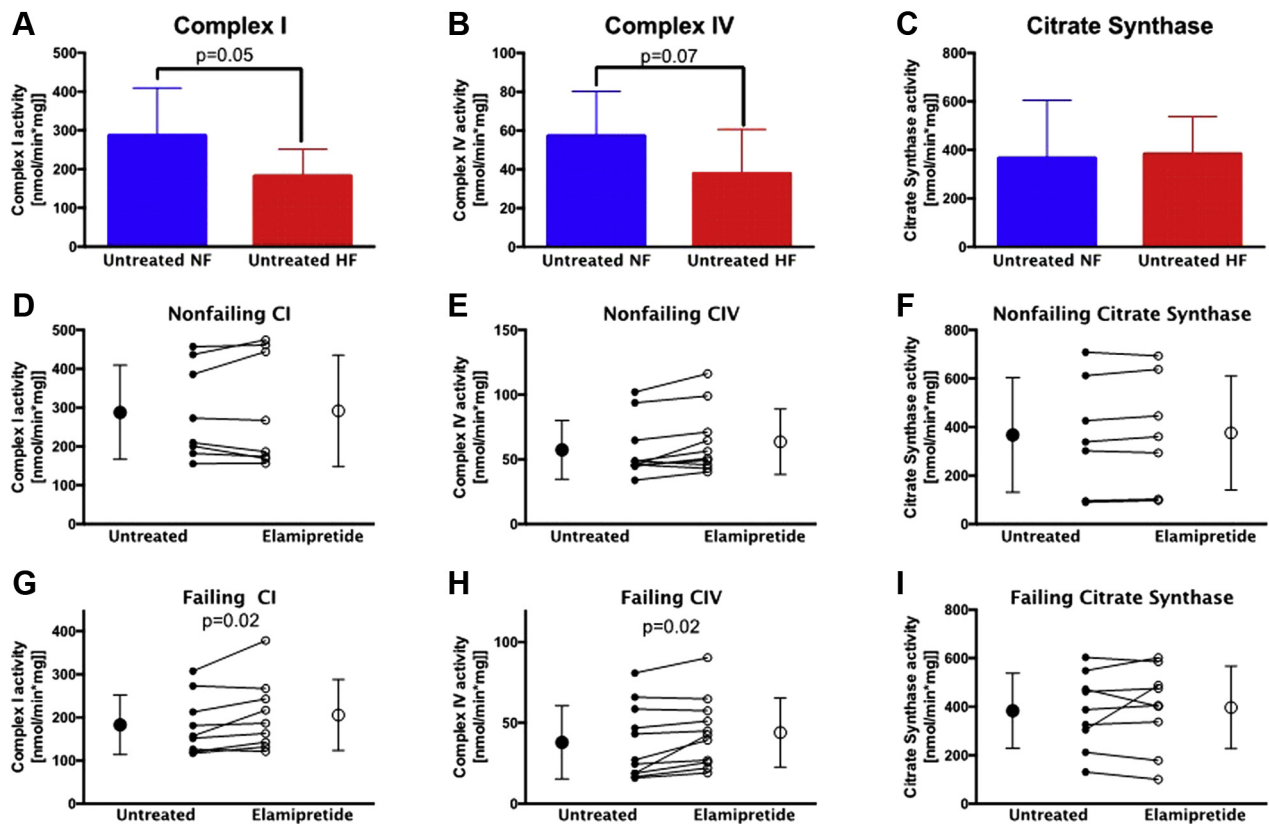 A
Complex I
p=0.05
Complex I activity
[nmol/min*mg]]
500
400
300
200
100
0
Untreated NF
Untreated HF
B
Complex IV
p=0.07
Complex IV activity
[nmol/min*mg]]
100
80
60
40
20
0
Untreated NF
Untreated HF
C
Citrate Synthase
Citrate Synthase activity
[nmol/min*mg]]
800
600
400
200
0
Untreated NF
Untreated HF
D
Nonfailing CI
Complex I activity
[nmol/min*mg]]
500
400
300
200
100
0
Untreated
Elamipretide
E
Nonfailing CIV
Complex IV activity
[nmol/min*mg]]
150
100
50
0
Untreated
Elamipretide
F
Nonfailing Citrate Synthase
Citrate Synthase activity
[nmol/min*mg]]
800
600
400
200
0
Untreated
Elamipretide
G
Failing CI
p=0.02
Complex I activity
[nmol/min*mg]]
400
300
200
100
0
Untreated
Elamipretide
H
Failing CIV
p=0.02
Complex IV activity
[nmol/min*mg]]
100
50
0
Untreated
Elamipretide
I
Failing Citrate Synthase
Citrate Synthase activity
[nmol/min*mg]]
800
600
400
200
0
Untreated
Elamipretide